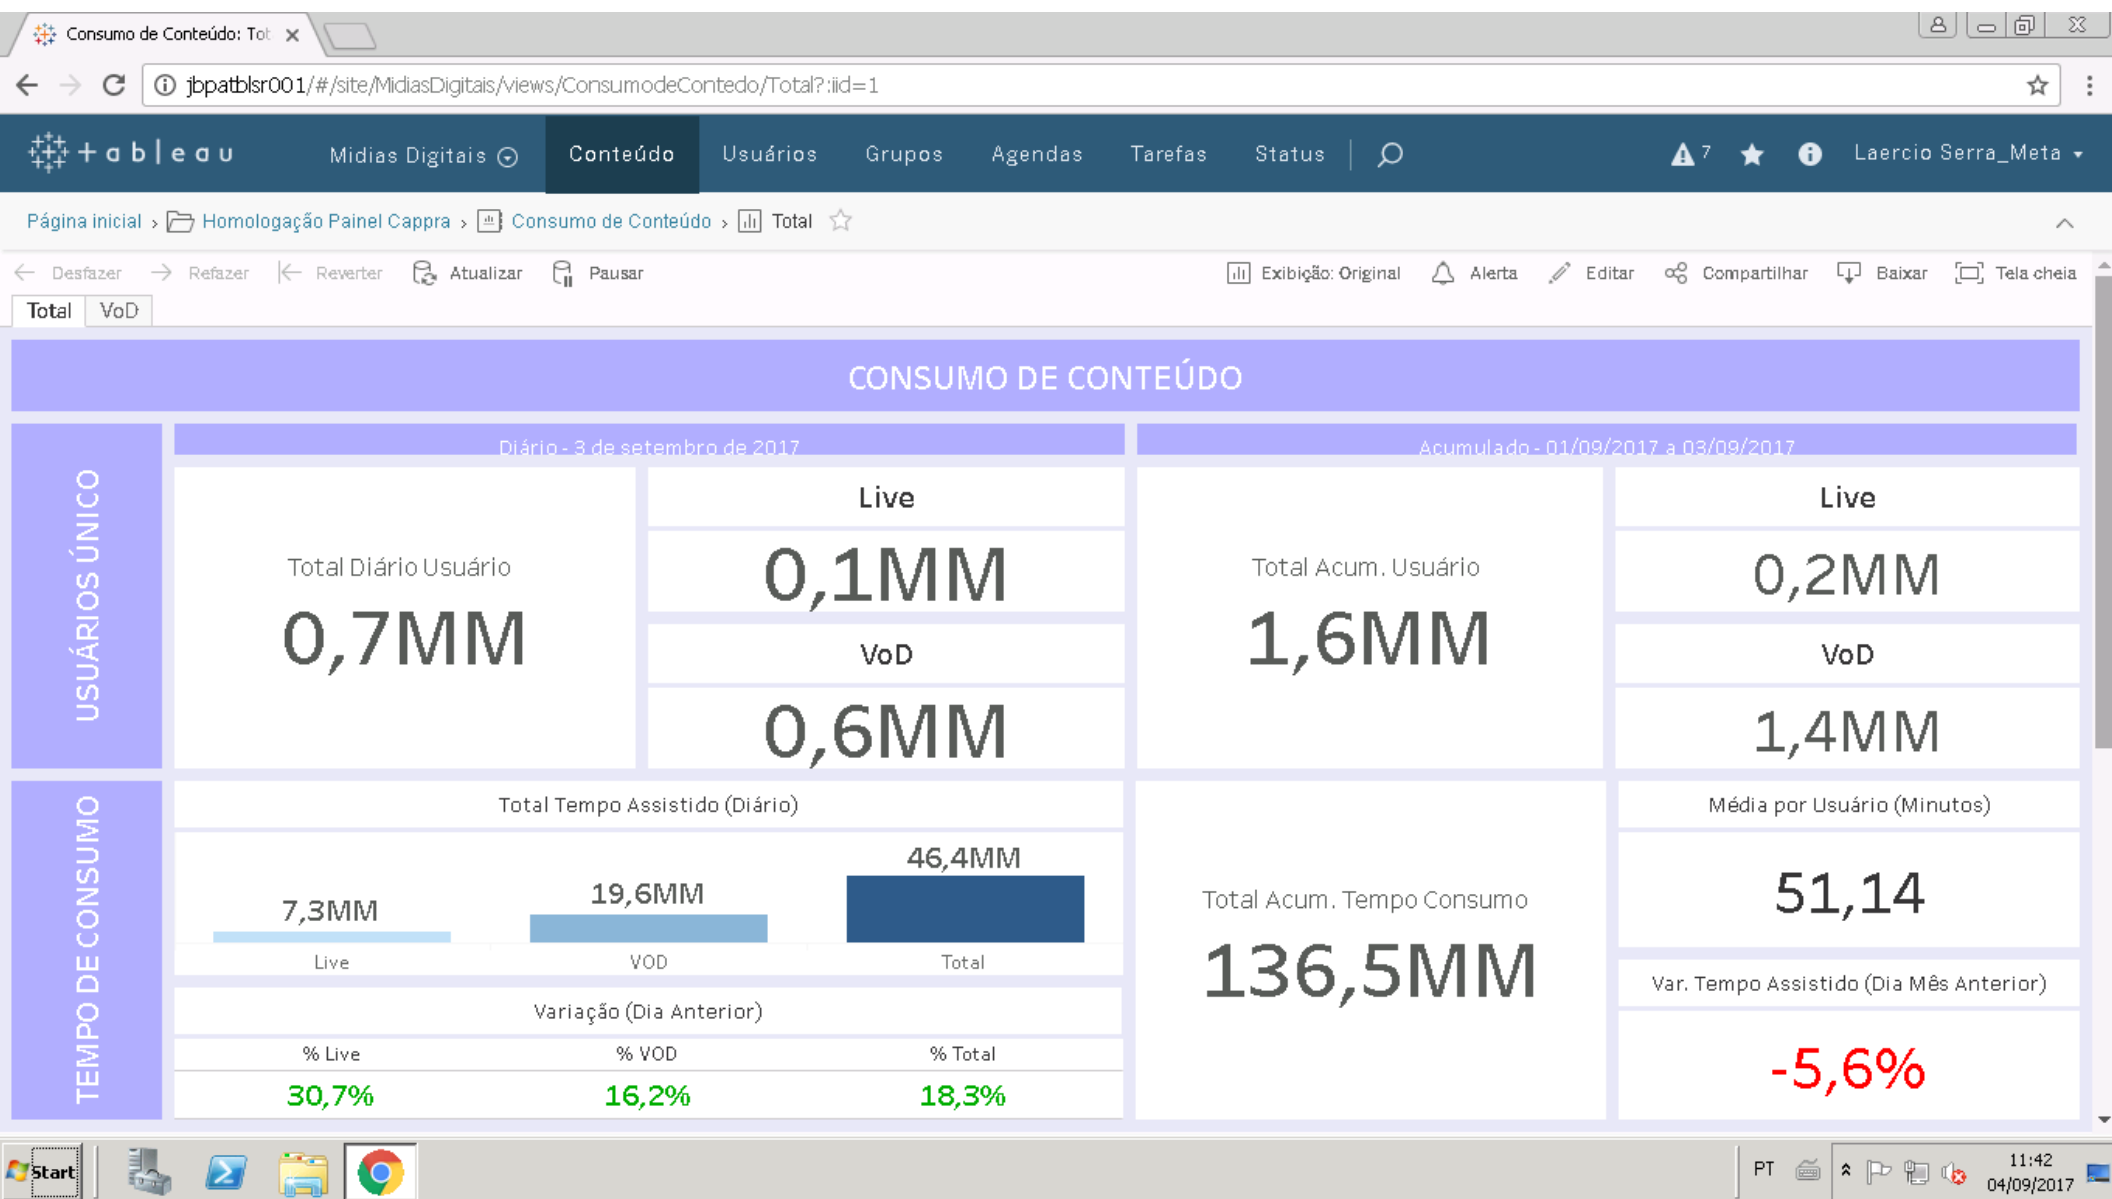 Consumo de Conteúdo: Tot
jbpatblsr001/#/site/MidiasDigitais/views/ConsumodeContedo/Total?:iid=1
+ableau Midias Digitais Conteúdo Usuários Grupos Agendas Tarefas Status 7 Laercio Serra_Meta
Página inicial › Homologação Painel Cappra › Consumo de Conteúdo › Total
Desfazer Refazer Reverter Atualizar Pausar Exibição: Original Alerta Editar Compartilhar Baixar Tela cheia
Total VoD
CONSUMO DE CONTEÚDO
USUÁRIOS ÚNICO
Diário - 3 de setembro de 2017
Total Diário Usuário
0,7MM
Live
0,1MM
VoD
0,6MM
Acumulado - 01/09/2017 a 03/09/2017
Total Acum. Usuário
1,6MM
Live
0,2MM
VoD
1,4MM
TEMPO DE CONSUMO
Total Tempo Assistido (Diário)
7,3MM 19,6MM 46,4MM
Live VOD Total
Variação (Dia Anterior)
% Live % VOD % Total
30,7% 16,2% 18,3%
Total Acum. Tempo Consumo
136,5MM
Média por Usuário (Minutos)
51,14
Var. Tempo Assistido (Dia Mês Anterior)
-5,6%
Start PT 11:42
04/09/2017